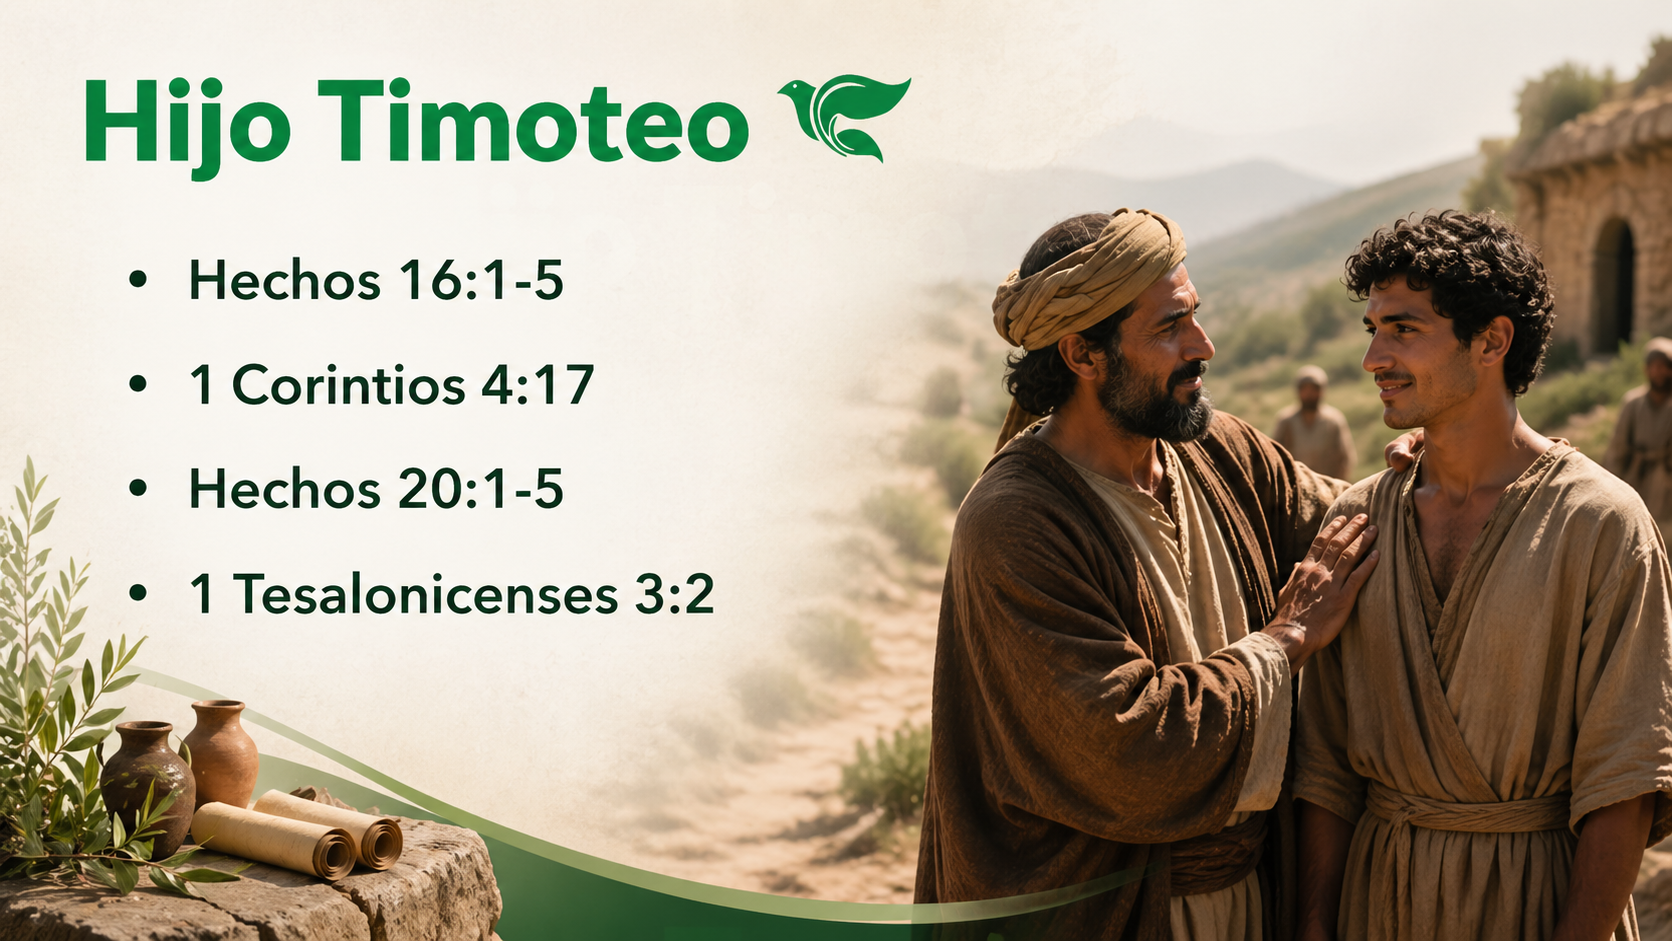 Hijo Timoteo
• Hechos 16:1-5
• 1 Corintios 4:17
• Hechos 20:1-5
• 1 Tesalonicenses 3:2